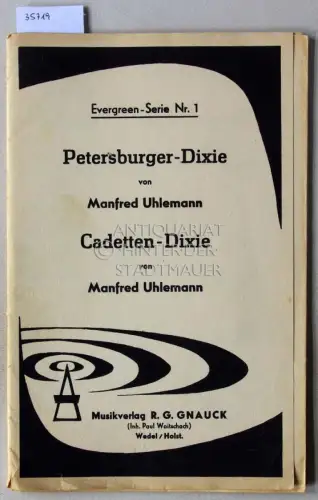 35719
Evergreen-Serie Nr. 1
Petersburger-Dixie
von
Manfred Uhlemann
ANTIQUARIAT
HINTER DER
STADTMAUER
Cadetten-Dixie
von
Manfred Uhlemann
Musikverlag R. G. GNAUCK
(Inh. Paul Woitschach)
Wedel/Holst.